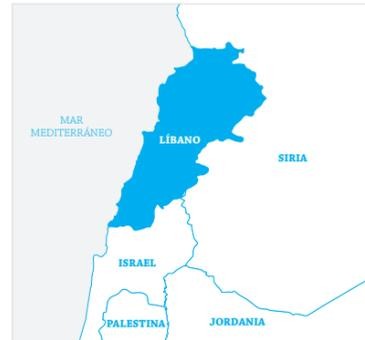 MAR
MEDITERRÁNEO
LÍBANO
SIRIA
ISRAEL
PALESTINA
JORDANIA